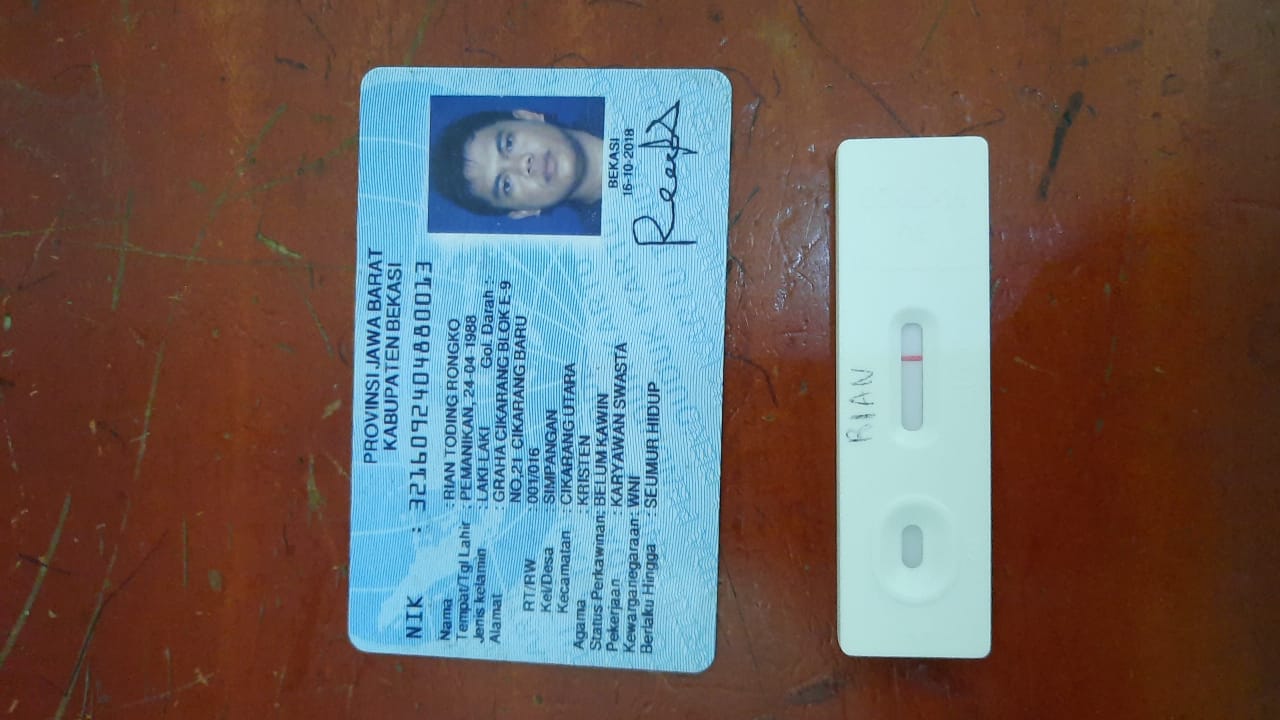 PROVINSI JAWA BARAT
KABUPATEN BEKASI
NIK : 3216092404880013
Nama : RIAN TODING RONGKO
Tempat/Tgl Lahir : PEMANIKAN, 24-04-1988
Jenis kelamin : LAKI-LAKI Gol. Darah : -
Alamat : GRAHA CIKARANG BLOK E-9
NO.21 CIKARANG BARU
RT/RW : 001/016
Kel/Desa : SIMPANGAN
Kecamatan : CIKARANG UTARA
Agama : KRISTEN
Status Perkawinan: BELUM KAWIN
Pekerjaan : KARYAWAN SWASTA
Kewarganegaraan: WNI
Berlaku Hingga : SEUMUR HIDUP
BEKASI
16-10-2018
RIAN